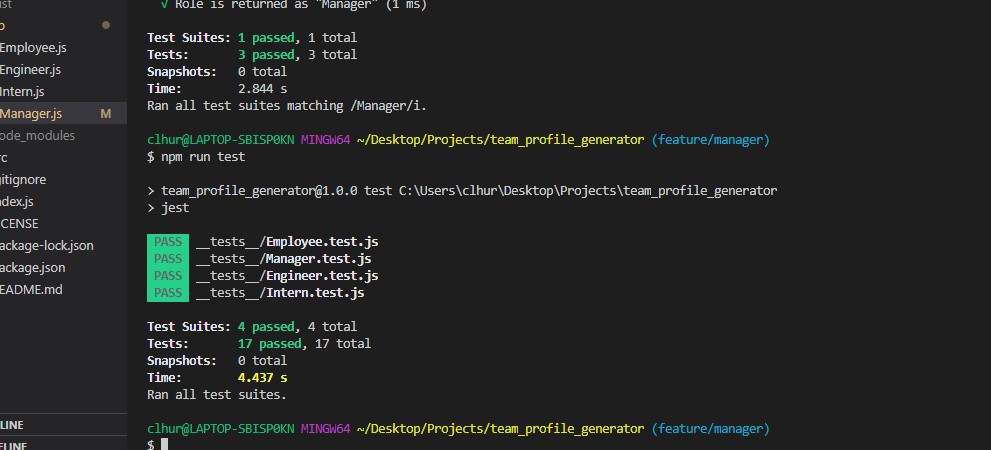 ist
√ Role is returned as "Manager" (1 ms)
Employee.js
Engineer.js
Intern.js
Manager.js M
ode_modules
rc
gitignore
ndex.js
CENSE
ackage-lock.json
ackage.json
EADME.md
LINE
ELINE
Test Suites: 1 passed, 1 total
Tests: 3 passed, 3 total
Snapshots: 0 total
Time: 2.844 s
Ran all test suites matching /Manager/i.
clhur@LAPTOP-SBISP0KN MINGW64 ~/Desktop/Projects/team_profile_generator (feature/manager)
$ npm run test
> team_profile_generator@1.0.0 test C:\Users\clhur\Desktop\Projects\team_profile_generator
> jest
PASS __tests__/Employee.test.js
PASS __tests__/Manager.test.js
PASS __tests__/Engineer.test.js
PASS __tests__/Intern.test.js
Test Suites: 4 passed, 4 total
Tests: 17 passed, 17 total
Snapshots: 0 total
Time: 4.437 s
Ran all test suites.
clhur@LAPTOP-SBISP0KN MINGW64 ~/Desktop/Projects/team_profile_generator (feature/manager)
$